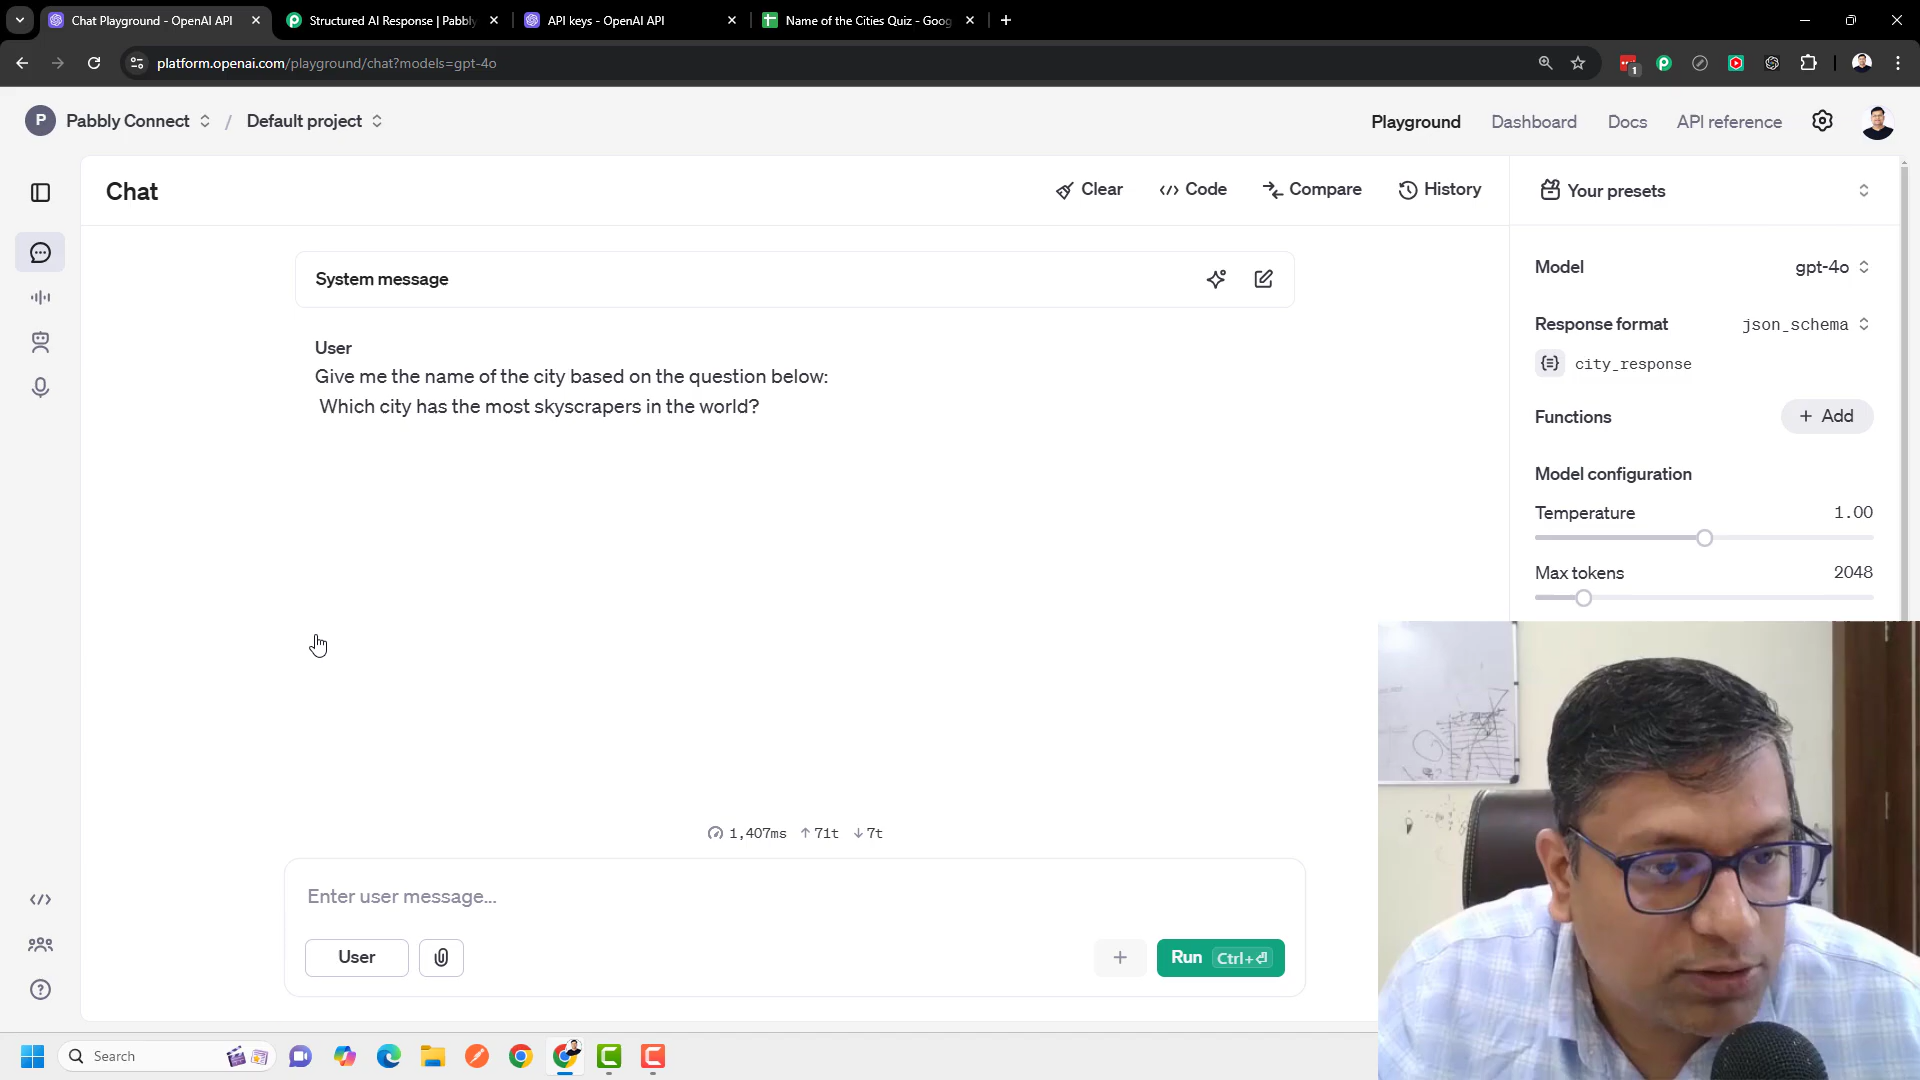 Chat Playground - OpenAI API
Structured AI Response | Pabbly
API keys - OpenAI API
Name of the Cities Quiz - Goog
platform.openai.com/playground/chat?models=gpt-4o
1
P Pabbly Connect / Default project
Playground Dashboard Docs API reference
Chat
Clear Code Compare History
Your presets
System message
Model gpt-4o
Response format json_schema
city_response
User
Give me the name of the city based on the question below:
Which city has the most skyscrapers in the world?
Functions + Add
Model configuration
Temperature 1.00
Max tokens 2048
1,407ms ↑71t ↓7t
Enter user message...
User
Run Ctrl+⏎
Search